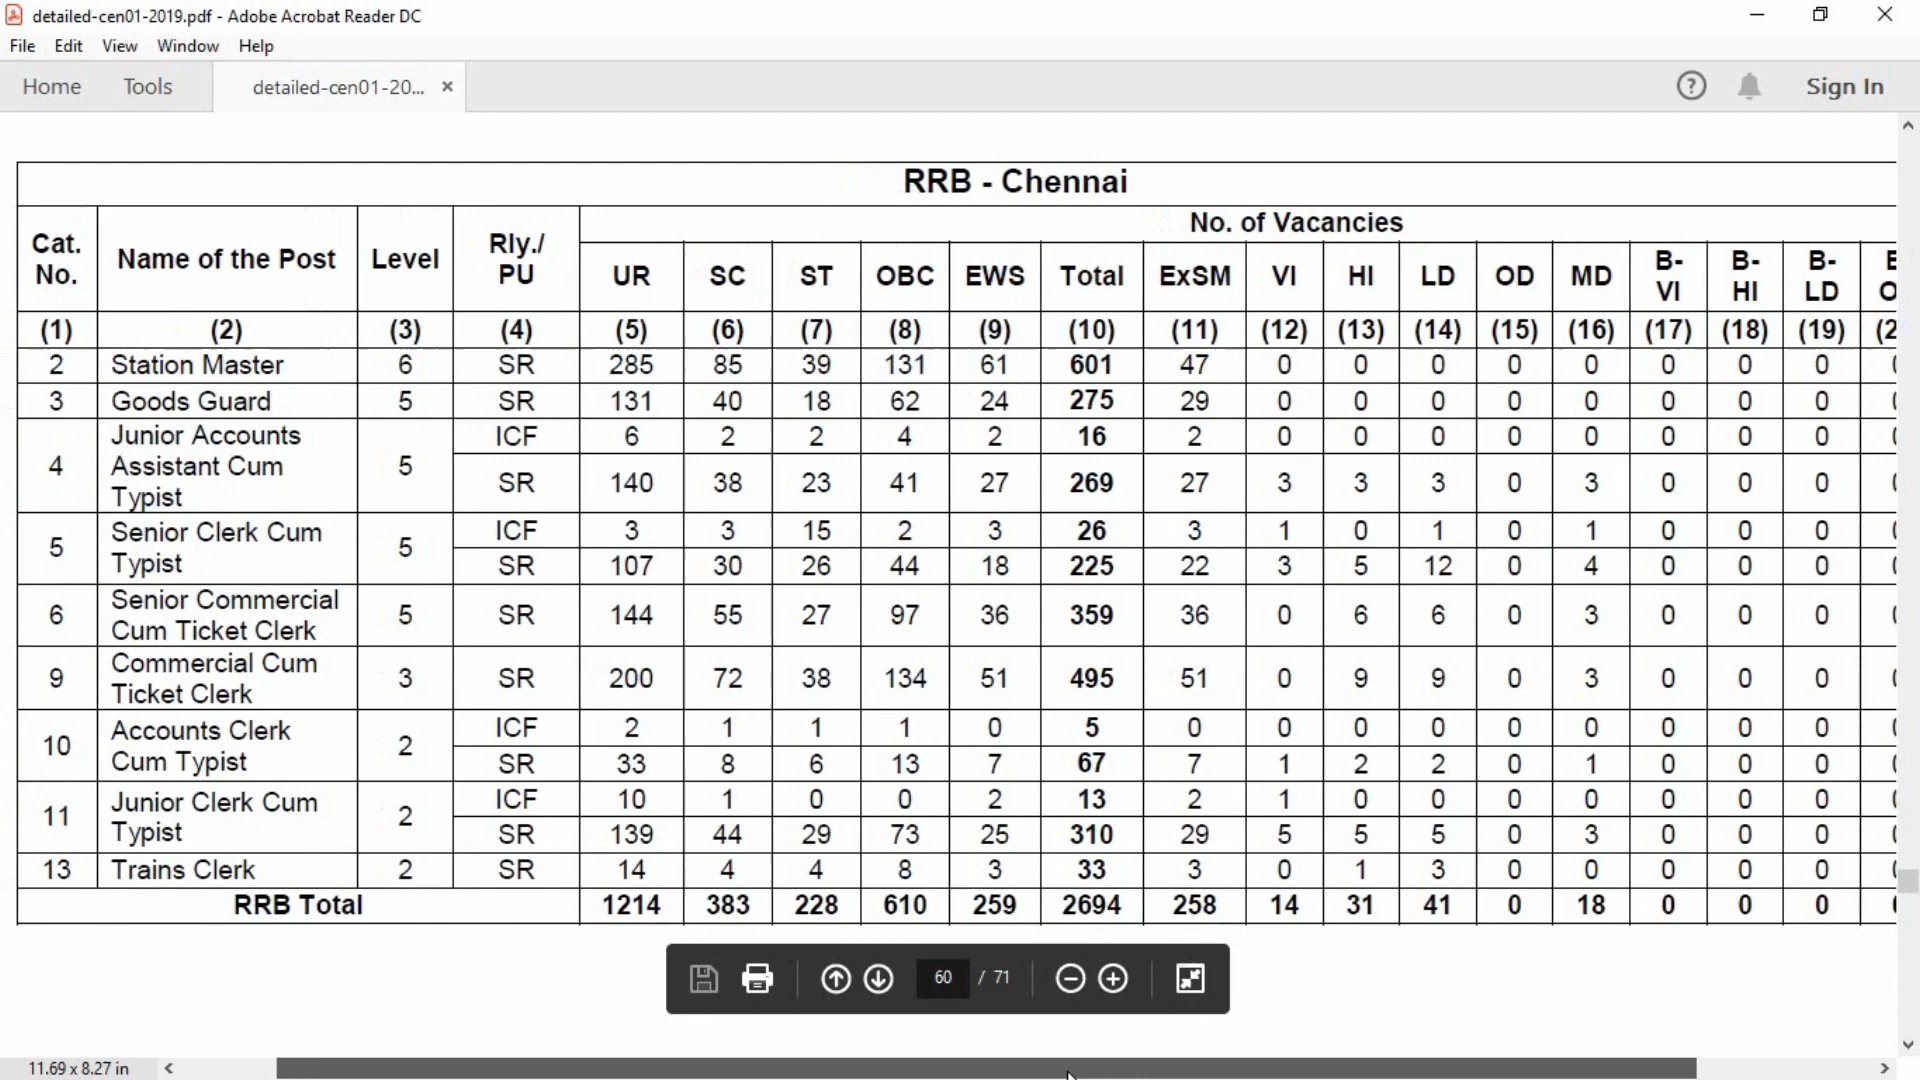 detailed-cen01-2019.pdf - Adobe Acrobat Reader DC
File Edit View Window Help
Home Tools detailed-cen01-20... × ? Sign In
RRB - Chennai
Cat. No. Name of the Post Level Rly./ PU No. of Vacancies
UR SC ST OBC EWS Total ExSM VI HI LD OD MD B-VI B-HI B-LD
(1) (2) (3) (4) (5) (6) (7) (8) (9) (10) (11) (12) (13) (14) (15) (16) (17) (18) (19)
2 Station Master 6 SR 285 85 39 131 61 601 47 0 0 0 0 0 0 0 0
3 Goods Guard 5 SR 131 40 18 62 24 275 29 0 0 0 0 0 0 0 0
4 Junior Accounts Assistant Cum Typist 5 ICF 6 2 2 4 2 16 2 0 0 0 0 0 0 0 0
SR 140 38 23 41 27 269 27 3 3 3 0 3 0 0 0
5 Senior Clerk Cum Typist 5 ICF 3 3 15 2 3 26 3 1 0 1 0 1 0 0 0
SR 107 30 26 44 18 225 22 3 5 12 0 4 0 0 0
6 Senior Commercial Cum Ticket Clerk 5 SR 144 55 27 97 36 359 36 0 6 6 0 3 0 0 0
9 Commercial Cum Ticket Clerk 3 SR 200 72 38 134 51 495 51 0 9 9 0 3 0 0 0
10 Accounts Clerk Cum Typist 2 ICF 2 1 1 1 0 5 0 0 0 0 0 0 0 0 0
SR 33 8 6 13 7 67 7 1 2 2 0 1 0 0 0
11 Junior Clerk Cum Typist 2 ICF 10 1 0 0 2 13 2 1 0 0 0 0 0 0 0
SR 139 44 29 73 25 310 29 5 5 5 0 3 0 0 0
13 Trains Clerk 2 SR 14 4 4 8 3 33 3 0 1 3 0 0 0 0 0
RRB Total 1214 383 228 610 259 2694 258 14 31 41 0 18 0 0 0
60 / 71
11.69 x 8.27 in